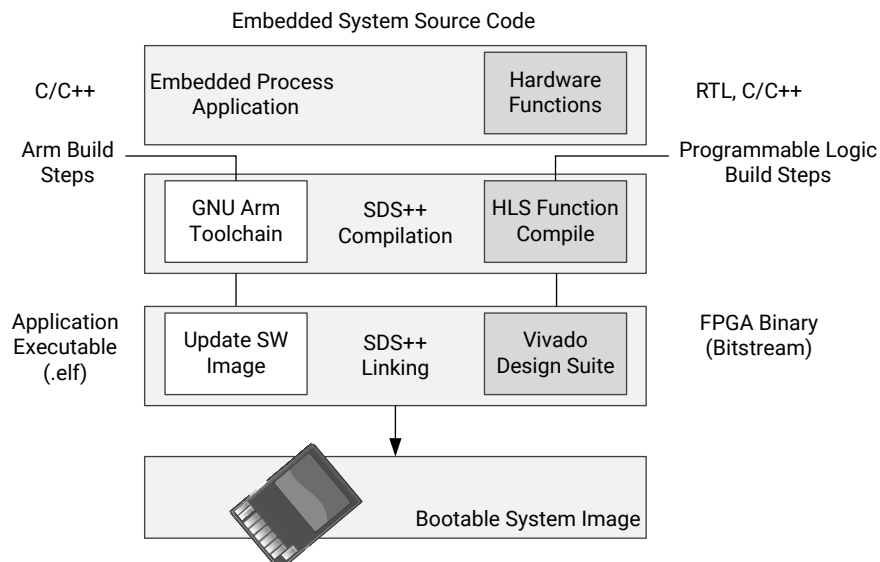 Embedded System Source Code
C/C++
Embedded Process
Application
Hardware
Functions
RTL, C/C++
Arm Build
Steps
Programmable Logic
Build Steps
GNU Arm
Toolchain
SDS++
Compilation
HLS Function
Compile
Application
Executable
(.elf)
Update SW
Image
SDS++
Linking
Vivado
Design Suite
FPGA Binary
(Bitstream)
Bootable System Image